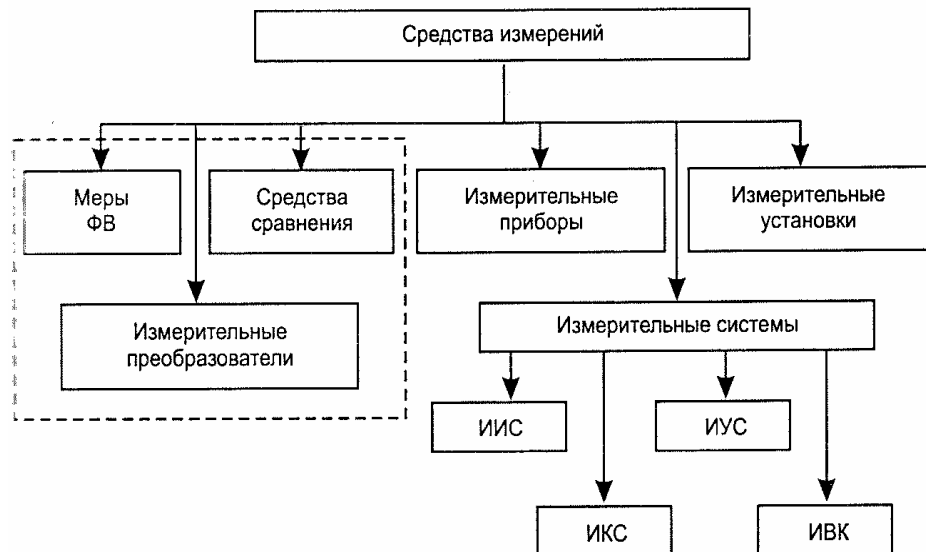 Средства измерений
Меры
ФВ
Средства
сравнения
Измерительные
приборы
Измерительные
установки
Измерительные
преобразователи
Измерительные системы
ИИС
ИУС
ИКС
ИВК